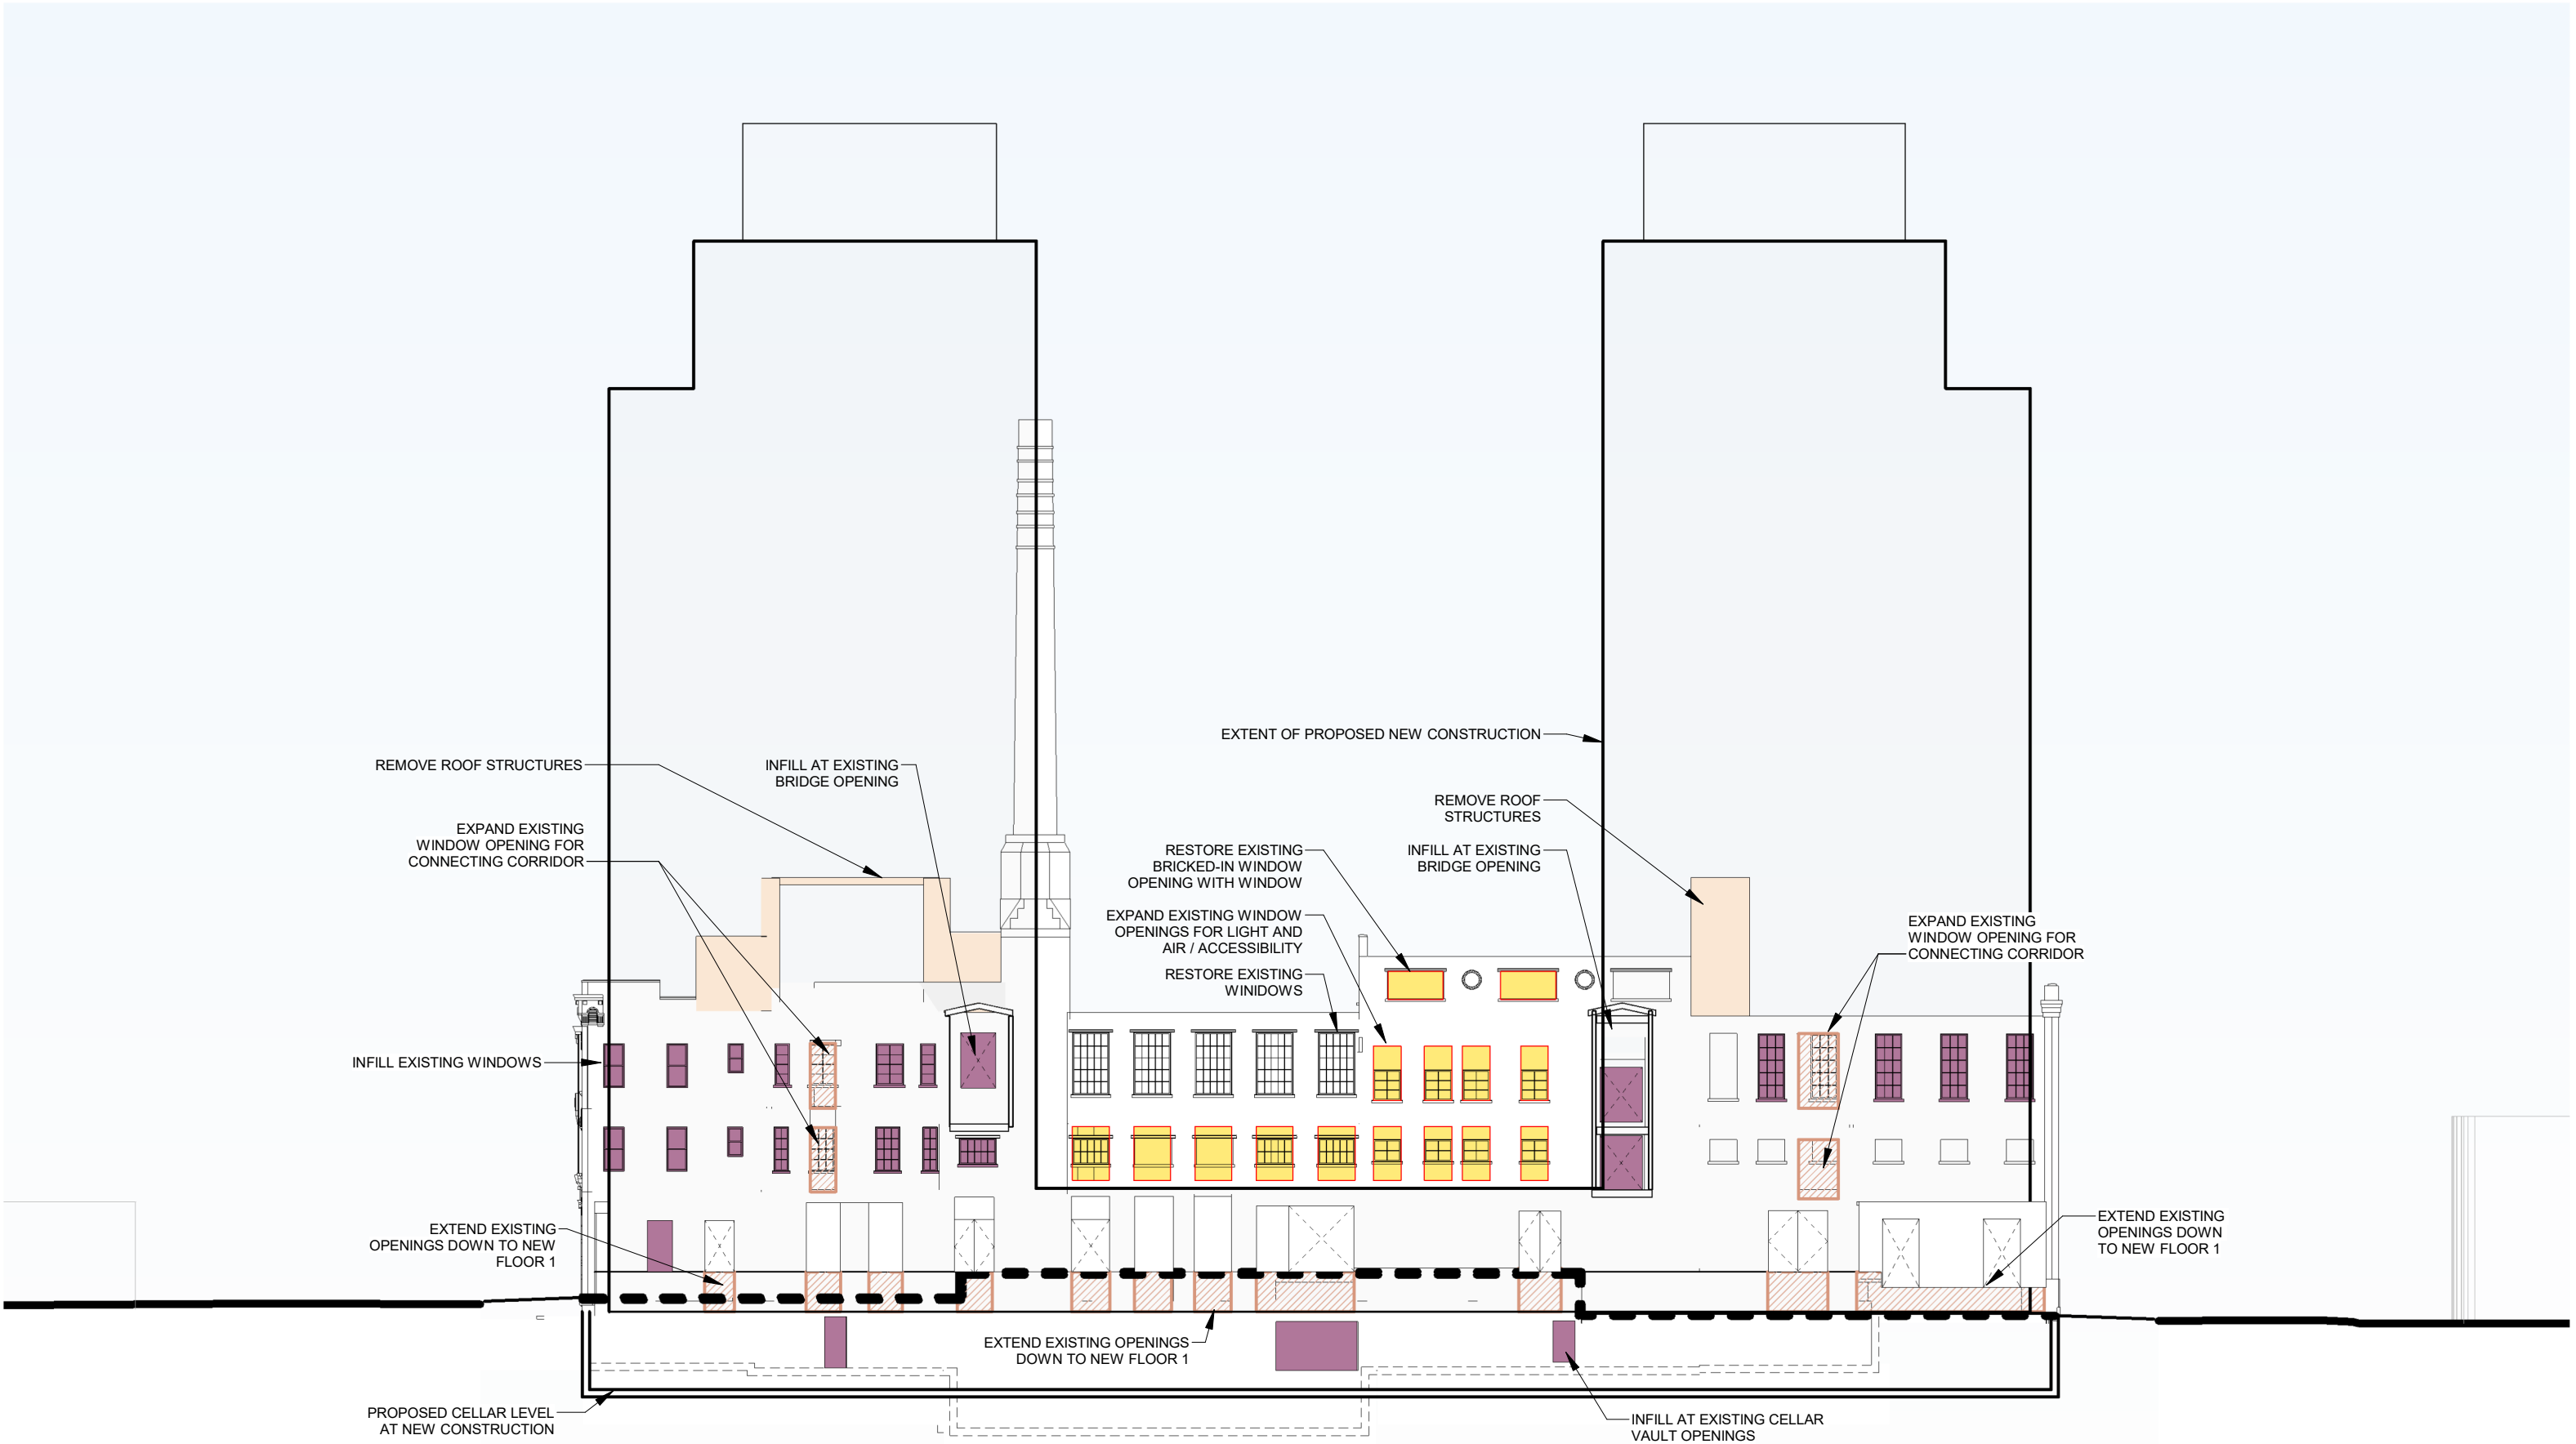 EXTENT OF PROPOSED NEW CONSTRUCTION
REMOVE ROOF STRUCTURES
INFILL AT EXISTING
BRIDGE OPENING
REMOVE ROOF
STRUCTURES
EXPAND EXISTING
WINDOW OPENING FOR
CONNECTING CORRIDOR
RESTORE EXISTING
BRICKED-IN WINDOW
OPENING WITH WINDOW
INFILL AT EXISTING
BRIDGE OPENING
EXPAND EXISTING WINDOW
OPENINGS FOR LIGHT AND
AIR / ACCESSIBILITY
EXPAND EXISTING
WINDOW OPENING FOR
CONNECTING CORRIDOR
RESTORE EXISTING
WINIDOWS
INFILL EXISTING WINDOWS
EXTEND EXISTING
OPENINGS DOWN TO NEW
FLOOR 1
EXTEND EXISTING
OPENINGS DOWN
TO NEW FLOOR 1
EXTEND EXISTING OPENINGS
DOWN TO NEW FLOOR 1
PROPOSED CELLAR LEVEL
AT NEW CONSTRUCTION
INFILL AT EXISTING CELLAR
VAULT OPENINGS